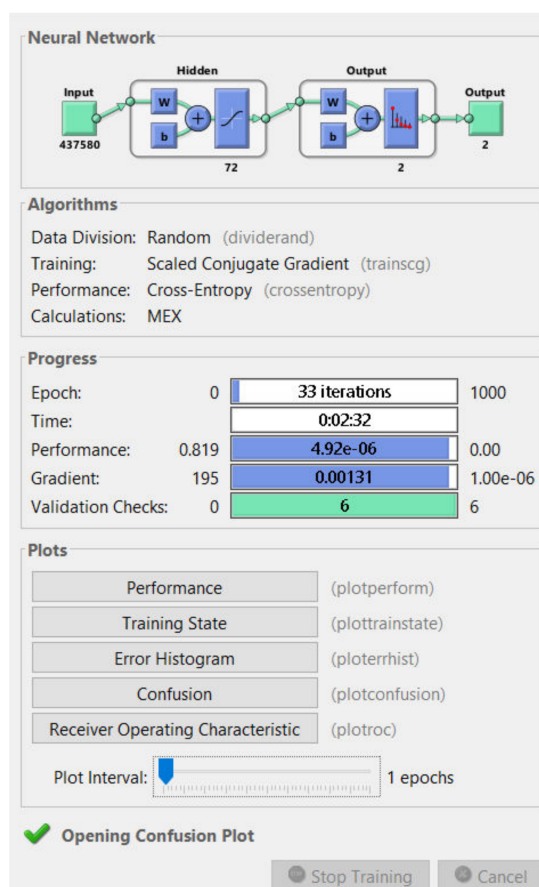 Neural Network
Hidden
Output
Input
W
b
+
W
b
+
Output
437580
72
2
2
Algorithms
Data Division: Random (dividerand)
Training: Scaled Conjugate Gradient (trainscg)
Performance: Cross-Entropy (crossentropy)
Calculations: MEX
Progress
Epoch: 0 33 iterations 1000
Time: 0:02:32
Performance: 0.819 4.92e-06 0.00
Gradient: 195 0.00131 1.00e-06
Validation Checks: 0 6 6
Plots
Performance (plotperform)
Training State (plottrainstate)
Error Histogram (ploterrhist)
Confusion (plotconfusion)
Receiver Operating Characteristic (plotroc)
Plot Interval: 1 epochs
Opening Confusion Plot
Stop Training Cancel